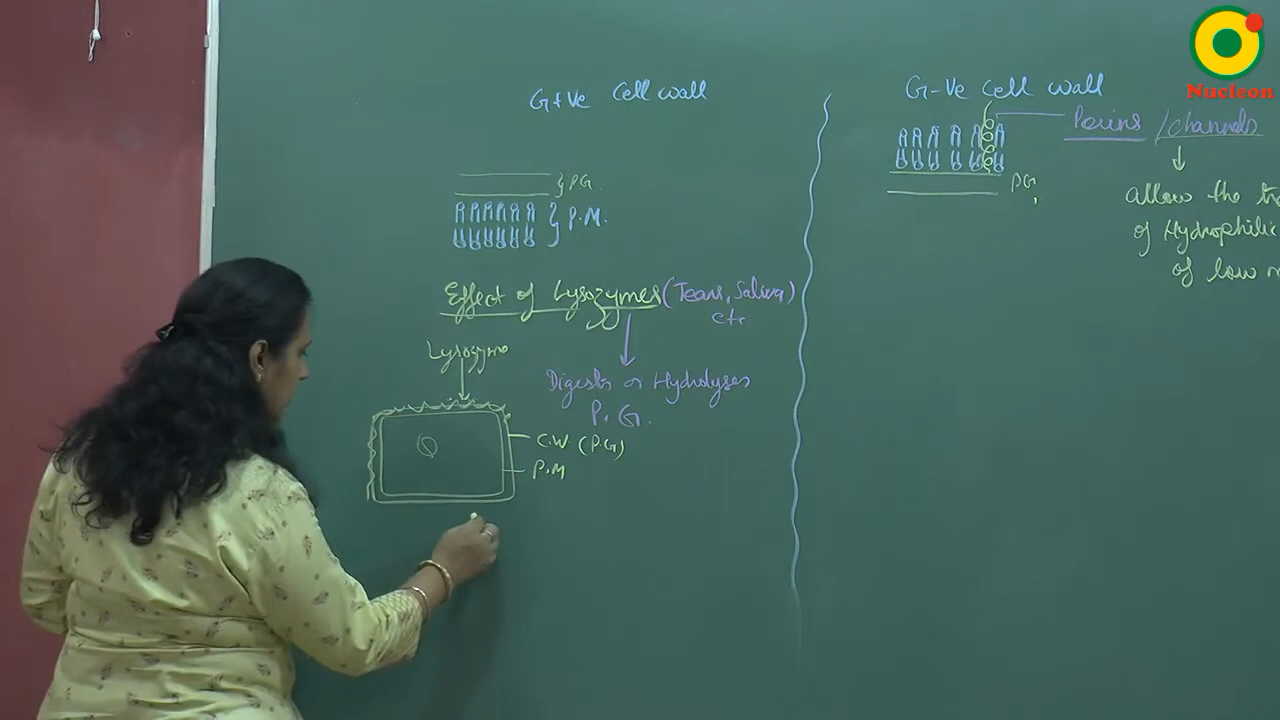 G+Ve Cell wall
PG.
P.M.
Effect of Lysozymes (Tears, Saliva)
etc
Lysozyme
Digests or Hydrolyses
P.G.
C.W (P.G)
P.M
G-Ve Cell wall
Porins / channels
PG
Allow the
of Hydrophilic
of low
Nucleon